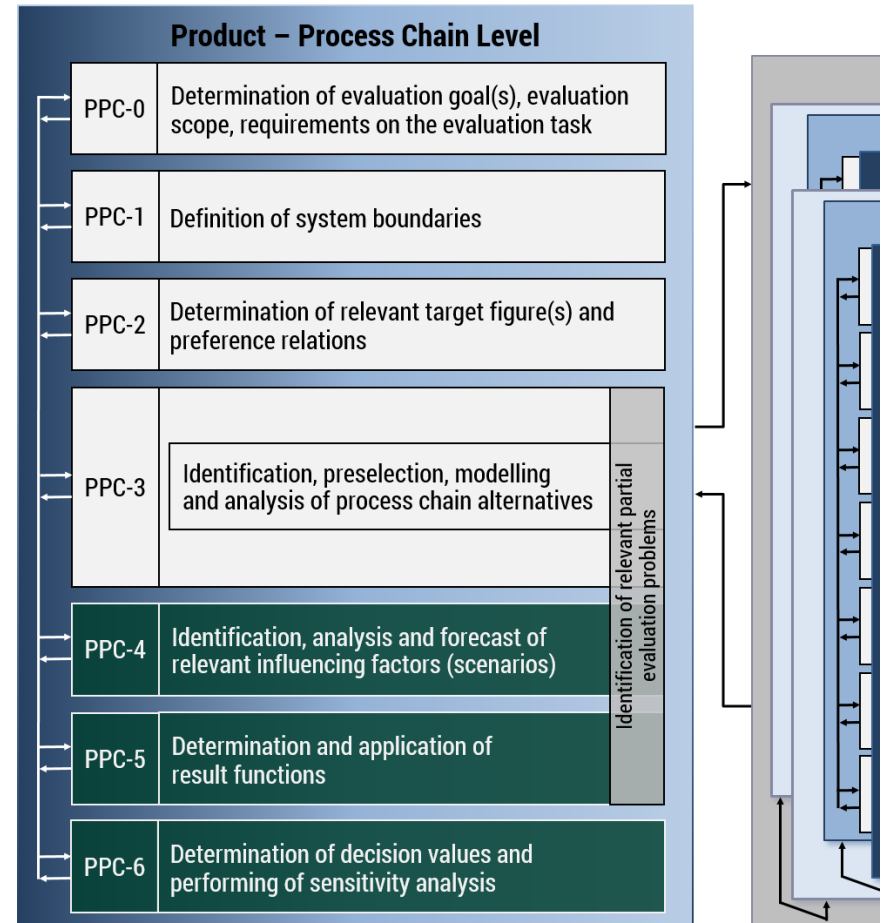 Product – Process Chain Level
PPC-0
Determination of evaluation goal(s), evaluation
scope, requirements on the evaluation task
PPC-1
Definition of system boundaries
PPC-2
Determination of relevant target figure(s) and
preference relations
PPC-3
Identification, preselection, modelling
and analysis of process chain alternatives
Identification of relevant partial
evaluation problems
PPC-4
Identification, analysis and forecast of
relevant influencing factors (scenarios)
PPC-5
Determination and application of
result functions
PPC-6
Determination of decision values and
performing of sensitivity analysis